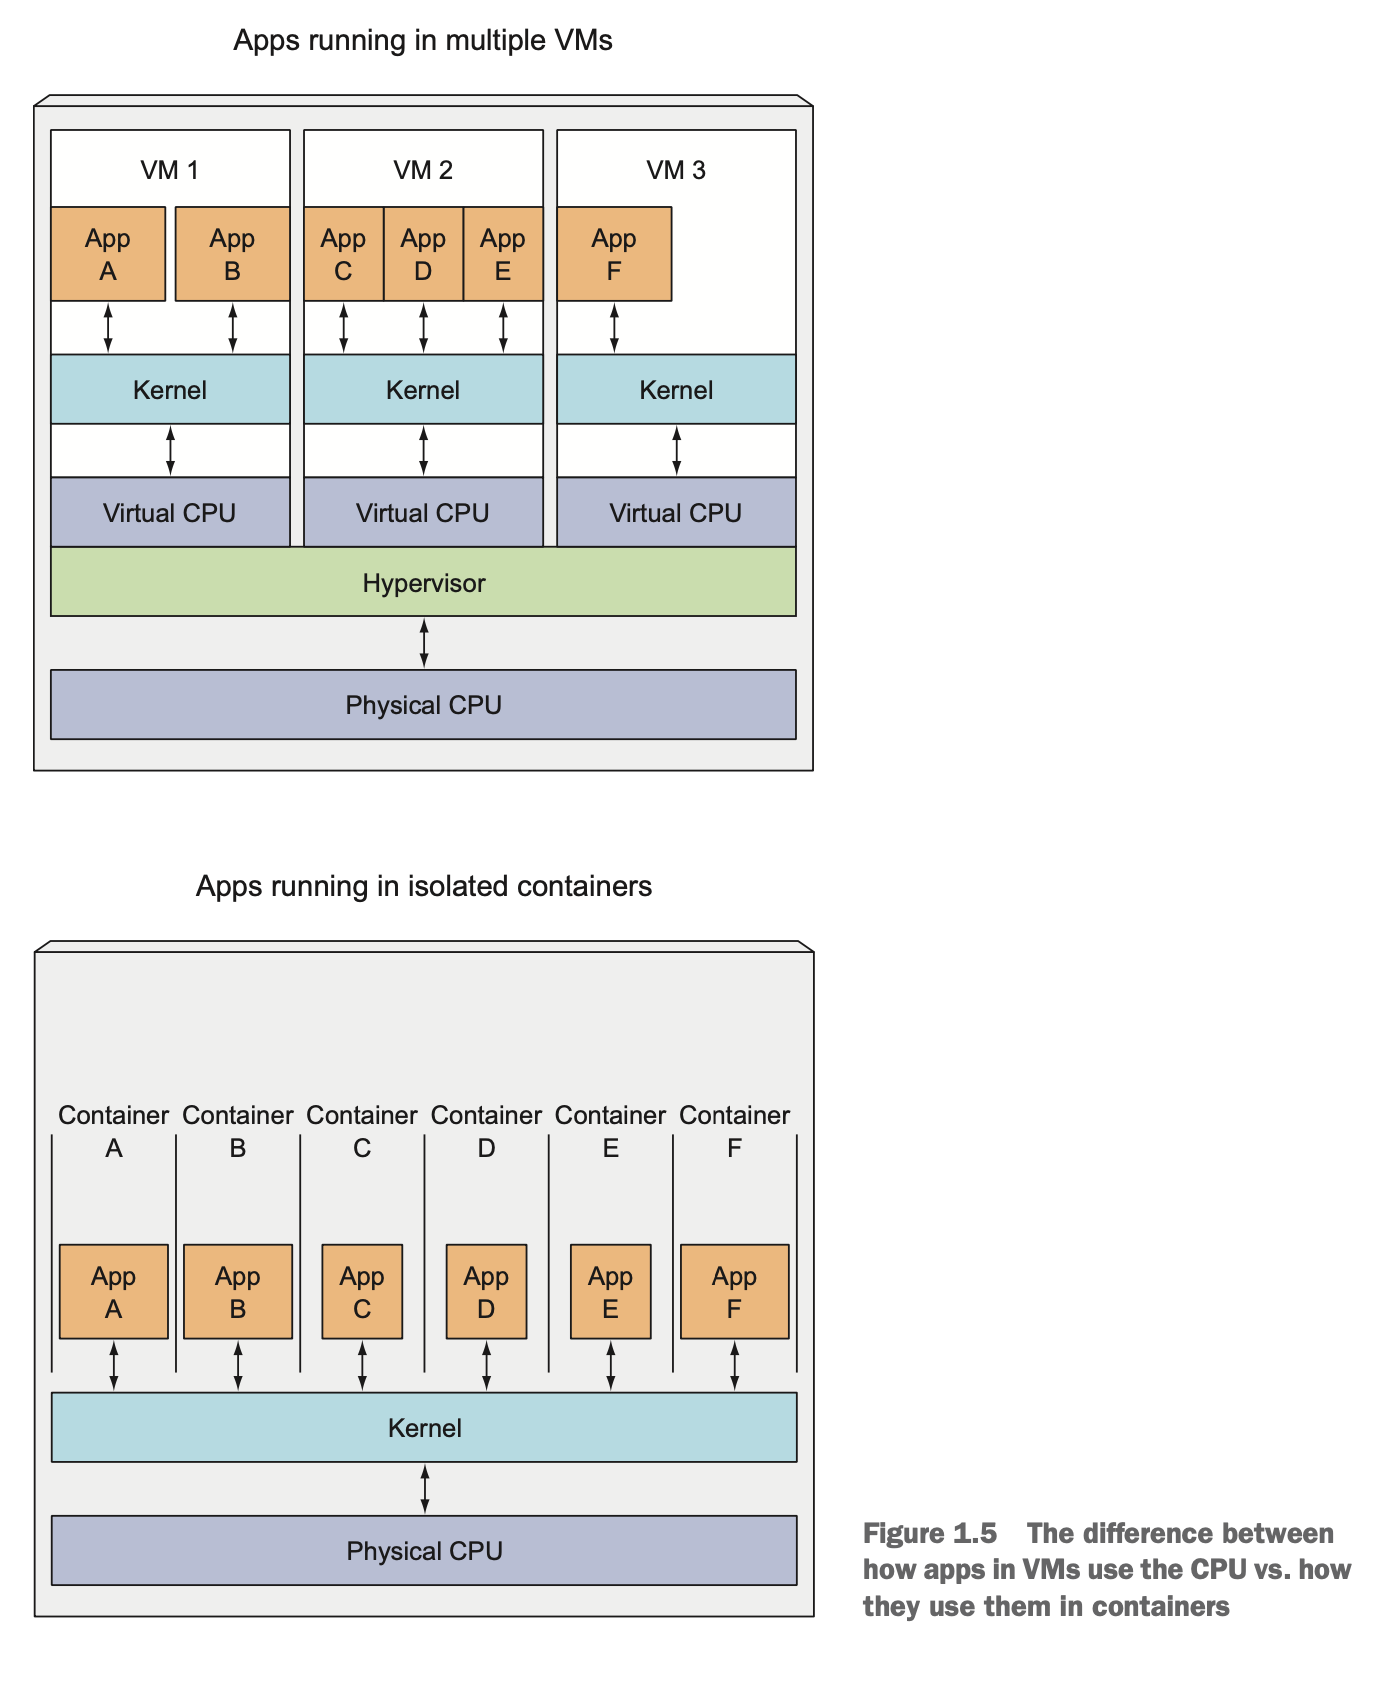 Apps running in multiple VMs
VM 1
VM 2
VM 3
App
A
App
B
App
C
App
D
App
E
App
F
Kernel
Kernel
Kernel
Virtual CPU
Virtual CPU
Virtual CPU
Hypervisor
Physical CPU
Apps running in isolated containers
Container
A
Container
B
Container
C
Container
D
Container
E
Container
F
App
A
App
B
App
C
App
D
App
E
App
F
Kernel
Physical CPU
Figure 1.5 The difference between
how apps in VMs use the CPU vs. how
they use them in containers